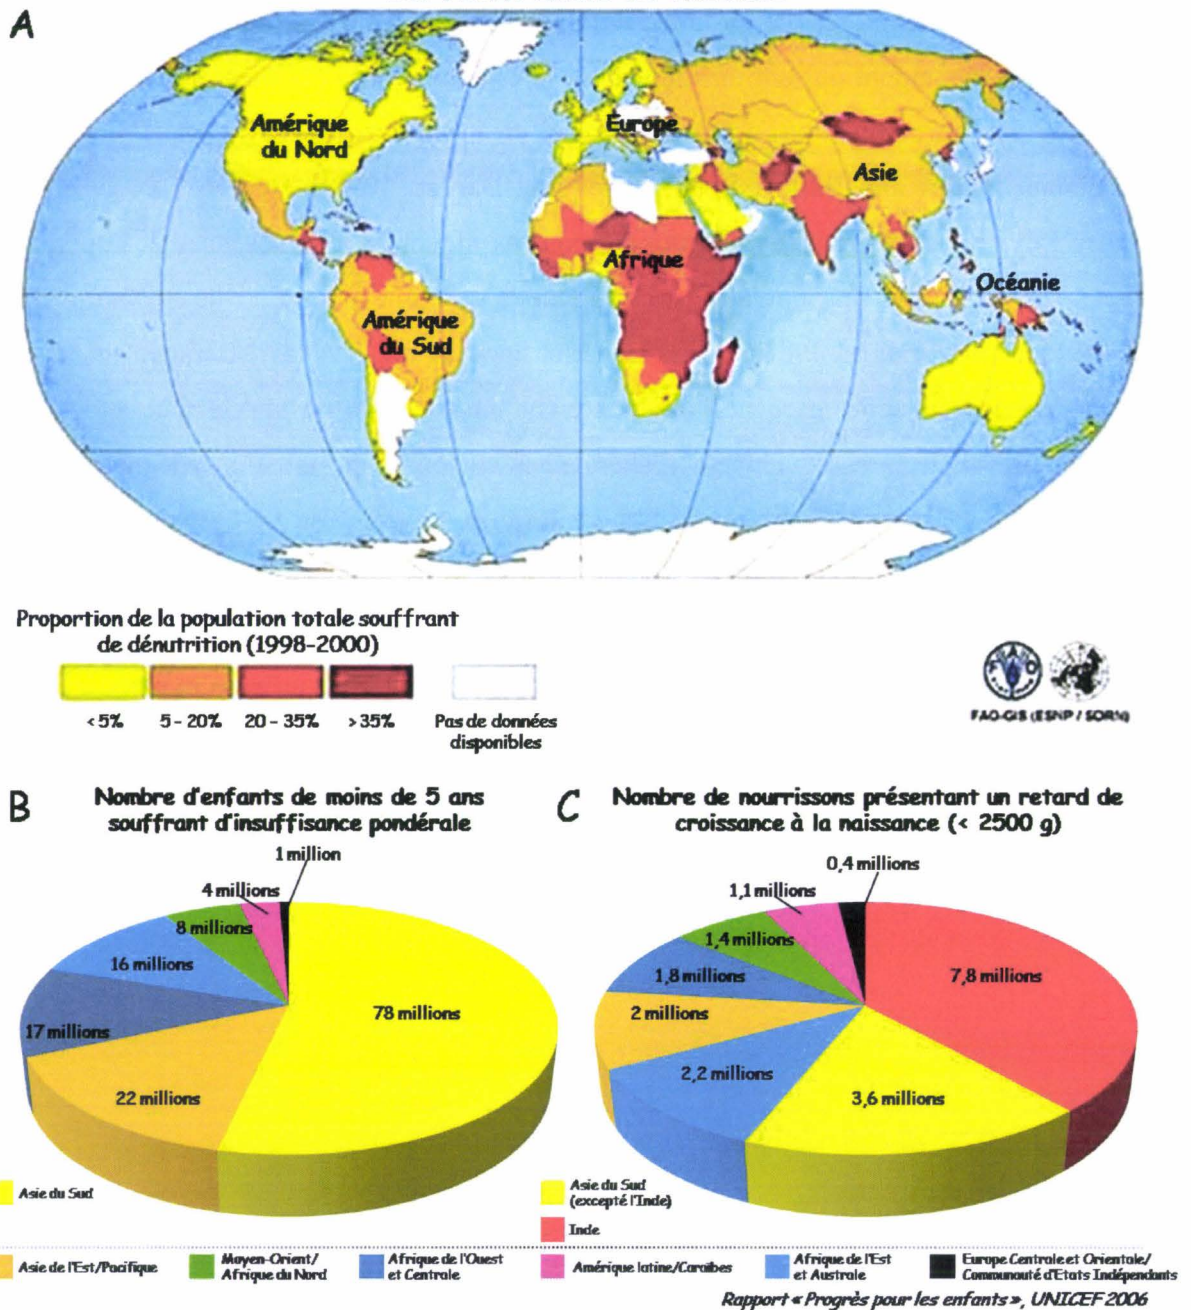 A
Amérique
du Nord
Europe
Asie
Afrique
Océanie
Amérique
du Sud
Proportion de la population totale souffrant
de dénutrition (1998-2000)
< 5%
5 - 20%
20 - 35%
> 35%
Pas de données
disponibles
FAO-GIS (ESNP / SDRN)
B
Nombre d'enfants de moins de 5 ans
souffrant d'insuffisance pondérale
1 million
4 millions
8 millions
16 millions
17 millions
22 millions
78 millions
C
Nombre de nourrissons présentant un retard de
croissance à la naissance (< 2500 g)
0,4 millions
1,1 millions
1,4 millions
1,8 millions
2 millions
2,2 millions
3,6 millions
7,8 millions
Asie du Sud
Asie du Sud
(excepté l'Inde)
Inde
Asie de l'Est/Pacifique
Moyen-Orient/
Afrique du Nord
Afrique de l'Ouest
et Centrale
Amérique latine/Caraïbes
Afrique de l'Est
et Australe
Europe Centrale et Orientale/
Communauté d'Etats Indépendants
Rapport « Progrès pour les enfants », UNICEF 2006